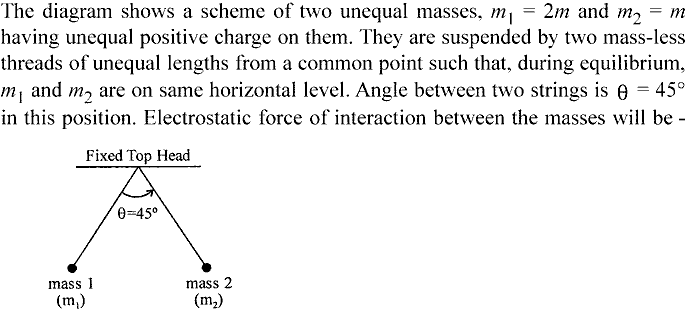 The diagram shows a scheme of two unequal masses, m₁ = 2m and m₂ = m
having unequal positive charge on them. They are suspended by two mass-less
threads of unequal lengths from a common point such that, during equilibrium,
m₁ and m₂ are on same horizontal level. Angle between two strings is θ = 45°
in this position. Electrostatic force of interaction between the masses will be -
Fixed Top Head
θ=45°
mass 1 mass 2
(m₁) (m₂)